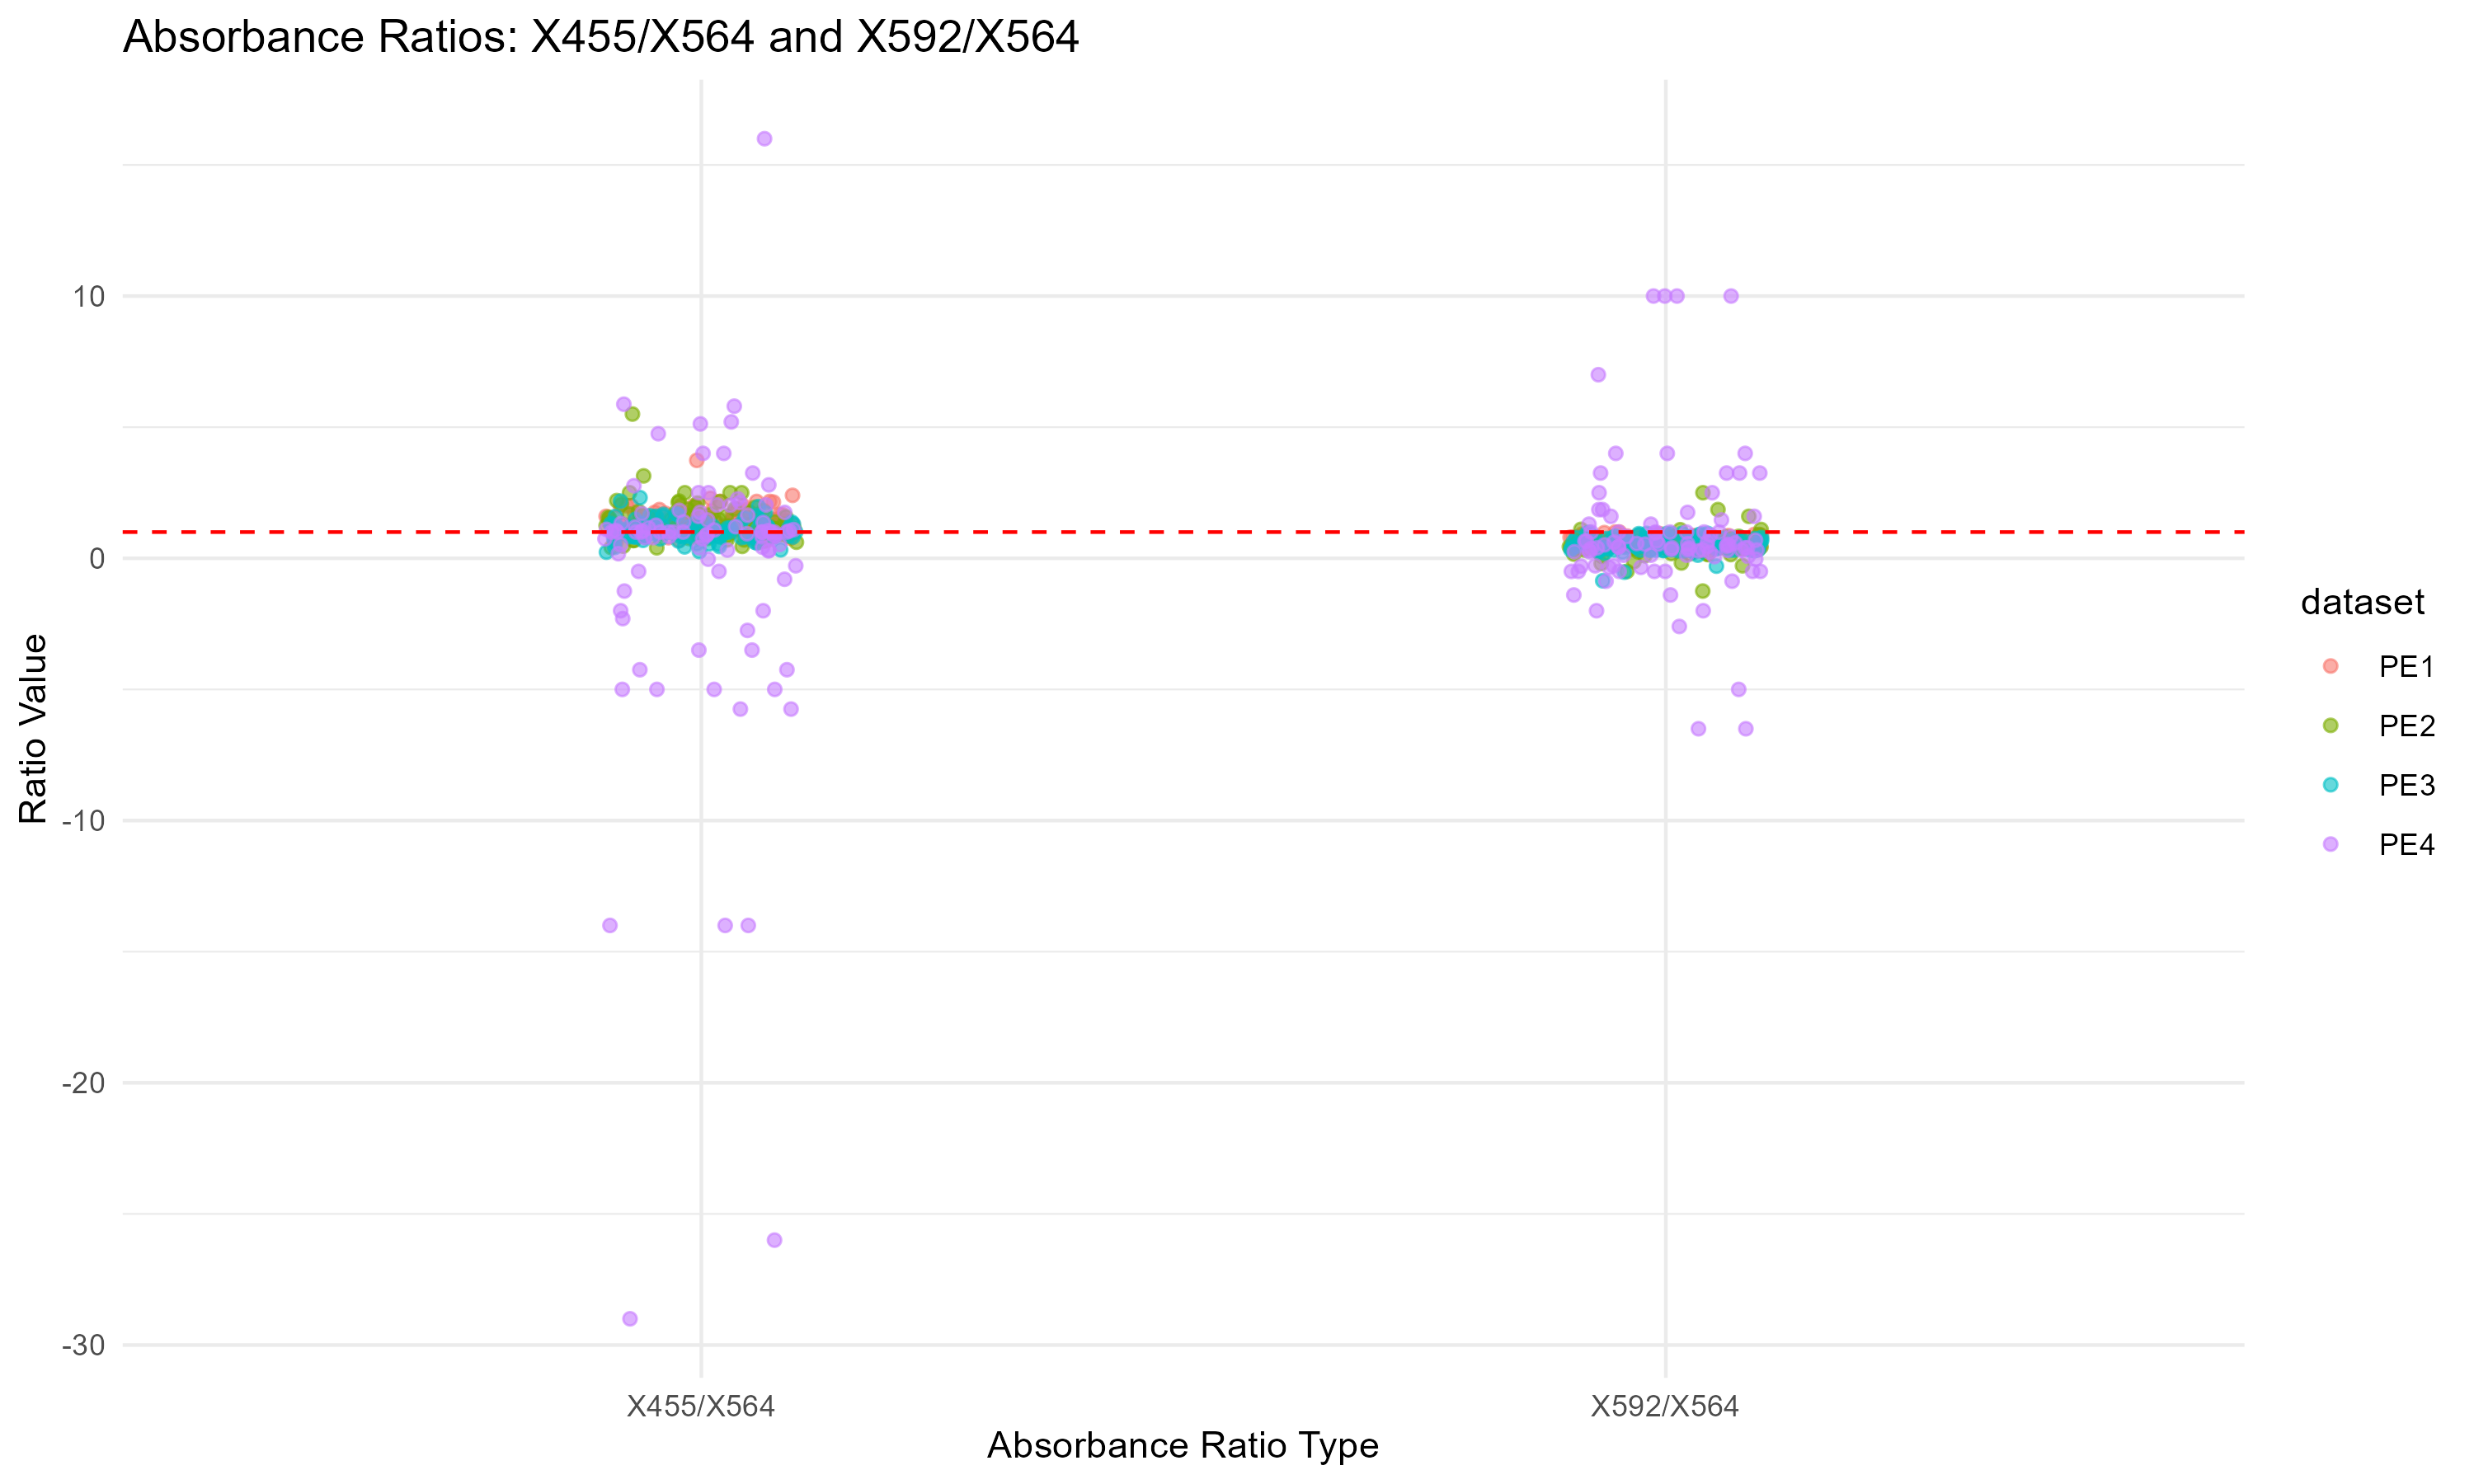 Absorbance Ratios: X455/X564 and X592/X564
Ratio Value
10
0
-10
-20
-30
X455/X564
X592/X564
Absorbance Ratio Type
dataset
PE1
PE2
PE3
PE4